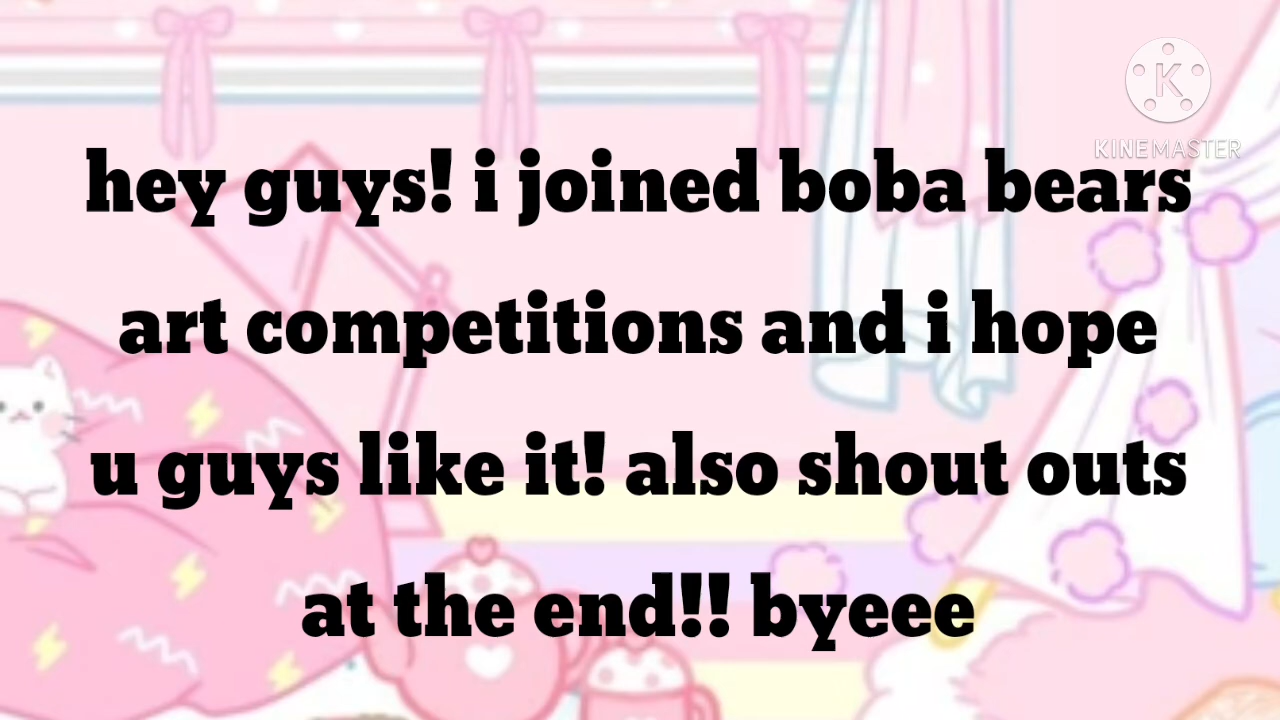 K
KINEMASTER
hey guys! i joined boba bears
art competitions and i hope
u guys like it! also shout outs
at the end!! byeee